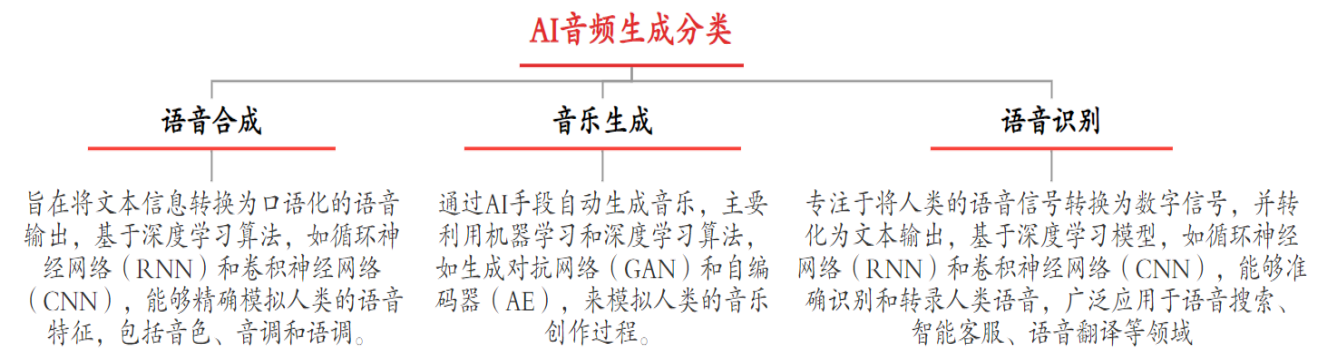 AI音频生成分类
语音合成
旨在将文本信息转换为口语化的语音
输出，基于深度学习算法，如循环神
经网络（RNN）和卷积神经网络
（CNN），能够精确模拟人类的语音
特征，包括音色、音调和语调。
音乐生成
通过AI手段自动生成音乐，主要
利用机器学习和深度学习算法，
如生成对抗网络（GAN）和自编
码器（AE），来模拟人类的音乐
创作过程。
语音识别
专注于将人类的语音信号转换为数字信号，并转
化为文本输出，基于深度学习模型，如循环神经
网络（RNN）和卷积神经网络（CNN），能够准
确识别和转录人类语音，广泛应用于语音搜索、
智能客服、语音翻译等领域